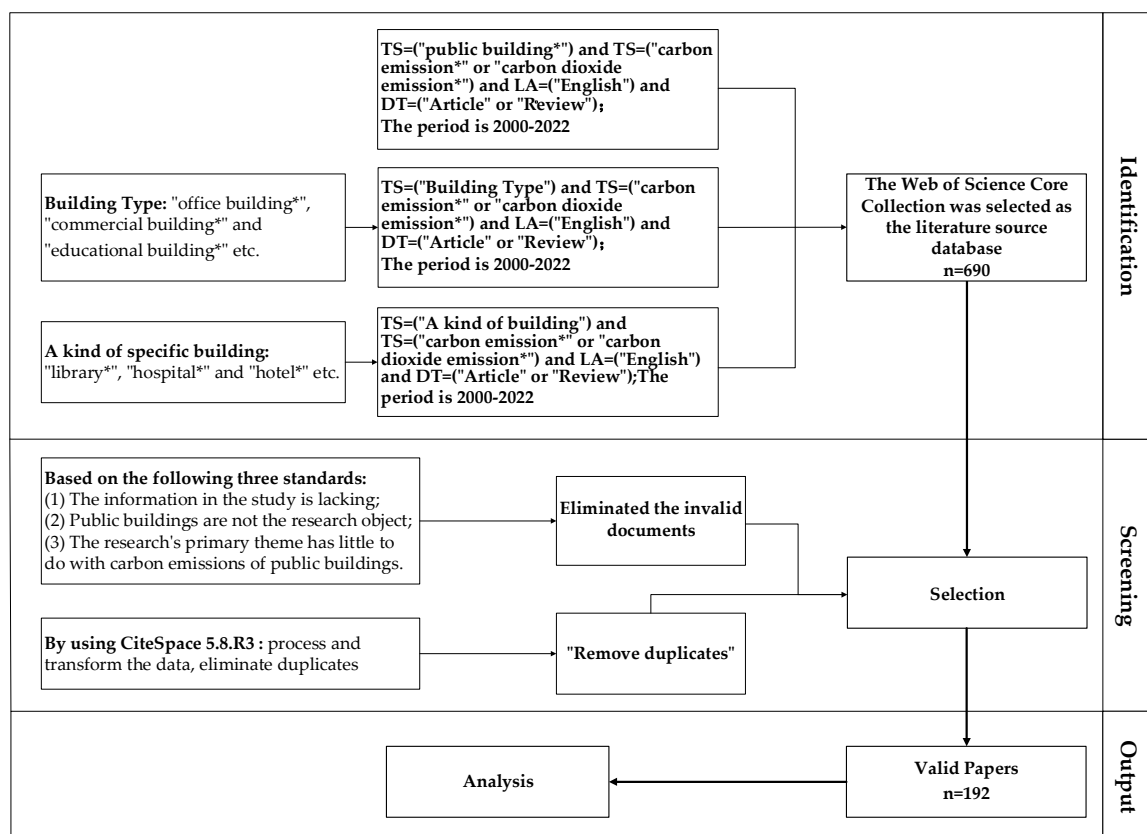 TS=("public building*") and TS=("carbon
emission*" or "carbon dioxide
emission*") and LA=("English") and
DT=("Article" or "Review");
The period is 2000-2022
Building Type: "office building*",
"commercial building*" and
"educational building*" etc.
TS=("Building Type") and TS=("carbon
emission*" or "carbon dioxide
emission*") and LA=("English") and
DT=("Article" or "Review");
The period is 2000-2022
The Web of Science Core
Collection was selected as
the literature source
database
n=690
A kind of specific building:
"library*", "hospital*" and "hotel*" etc.
TS=("A kind of building") and
TS=("carbon emission*" or "carbon
dioxide emission*") and LA=("English")
and DT=("Article" or "Review");The
period is 2000-2022
Identification
Based on the following three standards:
(1) The information in the study is lacking;
(2) Public buildings are not the research object;
(3) The research's primary theme has little to
do with carbon emissions of public buildings.
Eliminated the invalid
documents
Selection
By using CiteSpace 5.8.R3 : process and
transform the data, eliminate duplicates
"Remove duplicates"
Screening
Analysis
Valid Papers
n=192
Output